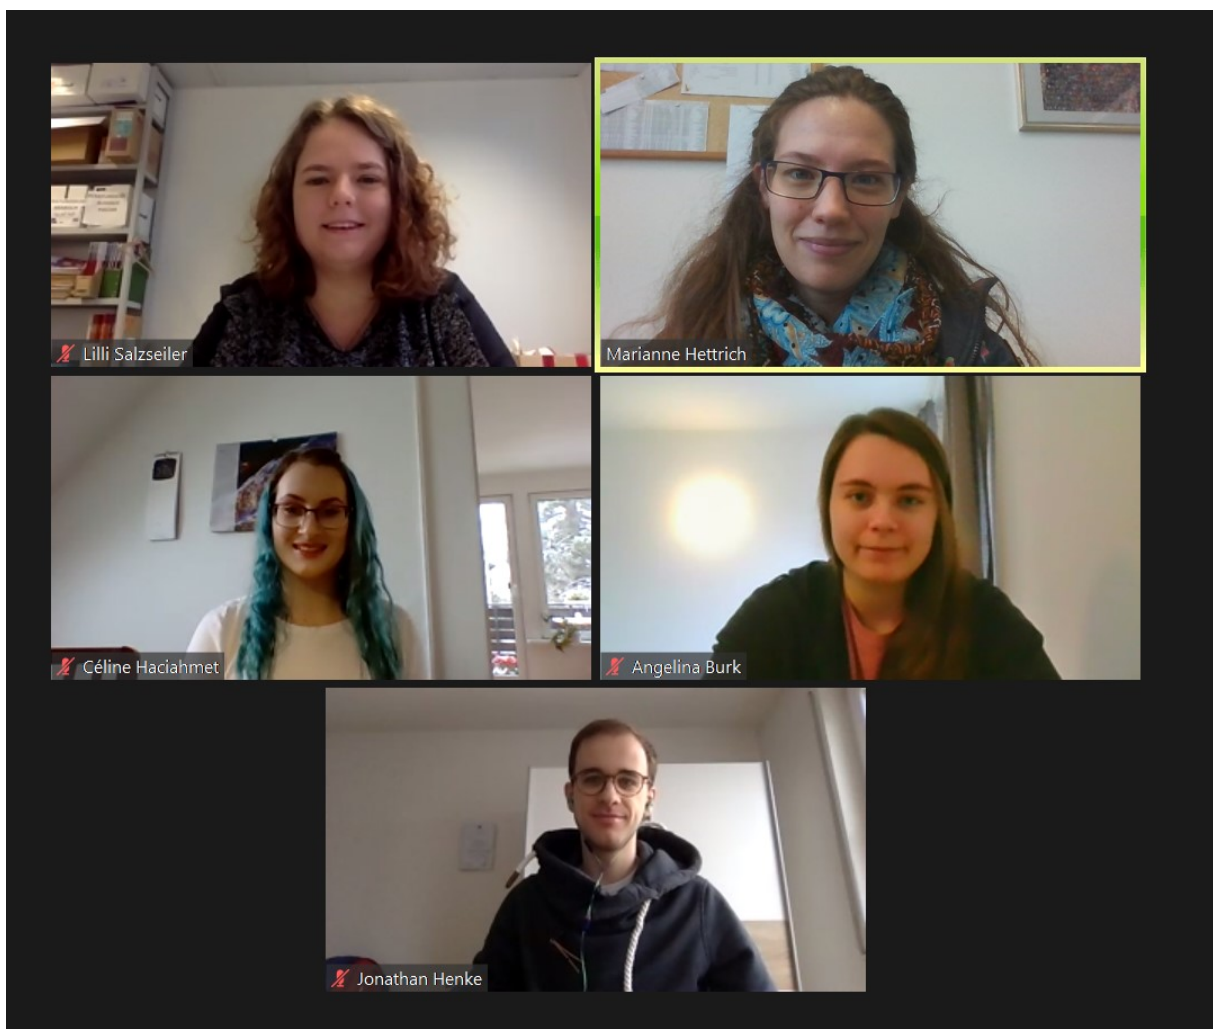 Lilli Salzseiler
Marianne Hettrich
Céline Haciahmet
Angelina Burk
Jonathan Henke